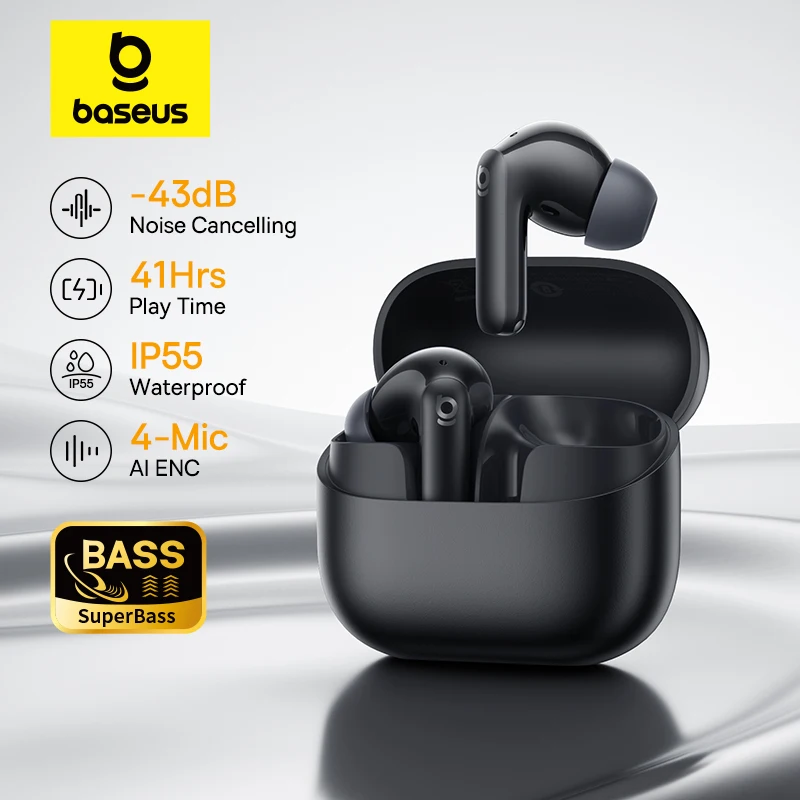 baseus
-43dB
Noise Cancelling
41Hrs
Play Time
IP55
IP55
Waterproof
4-Mic
AI ENC
BASS
SuperBass